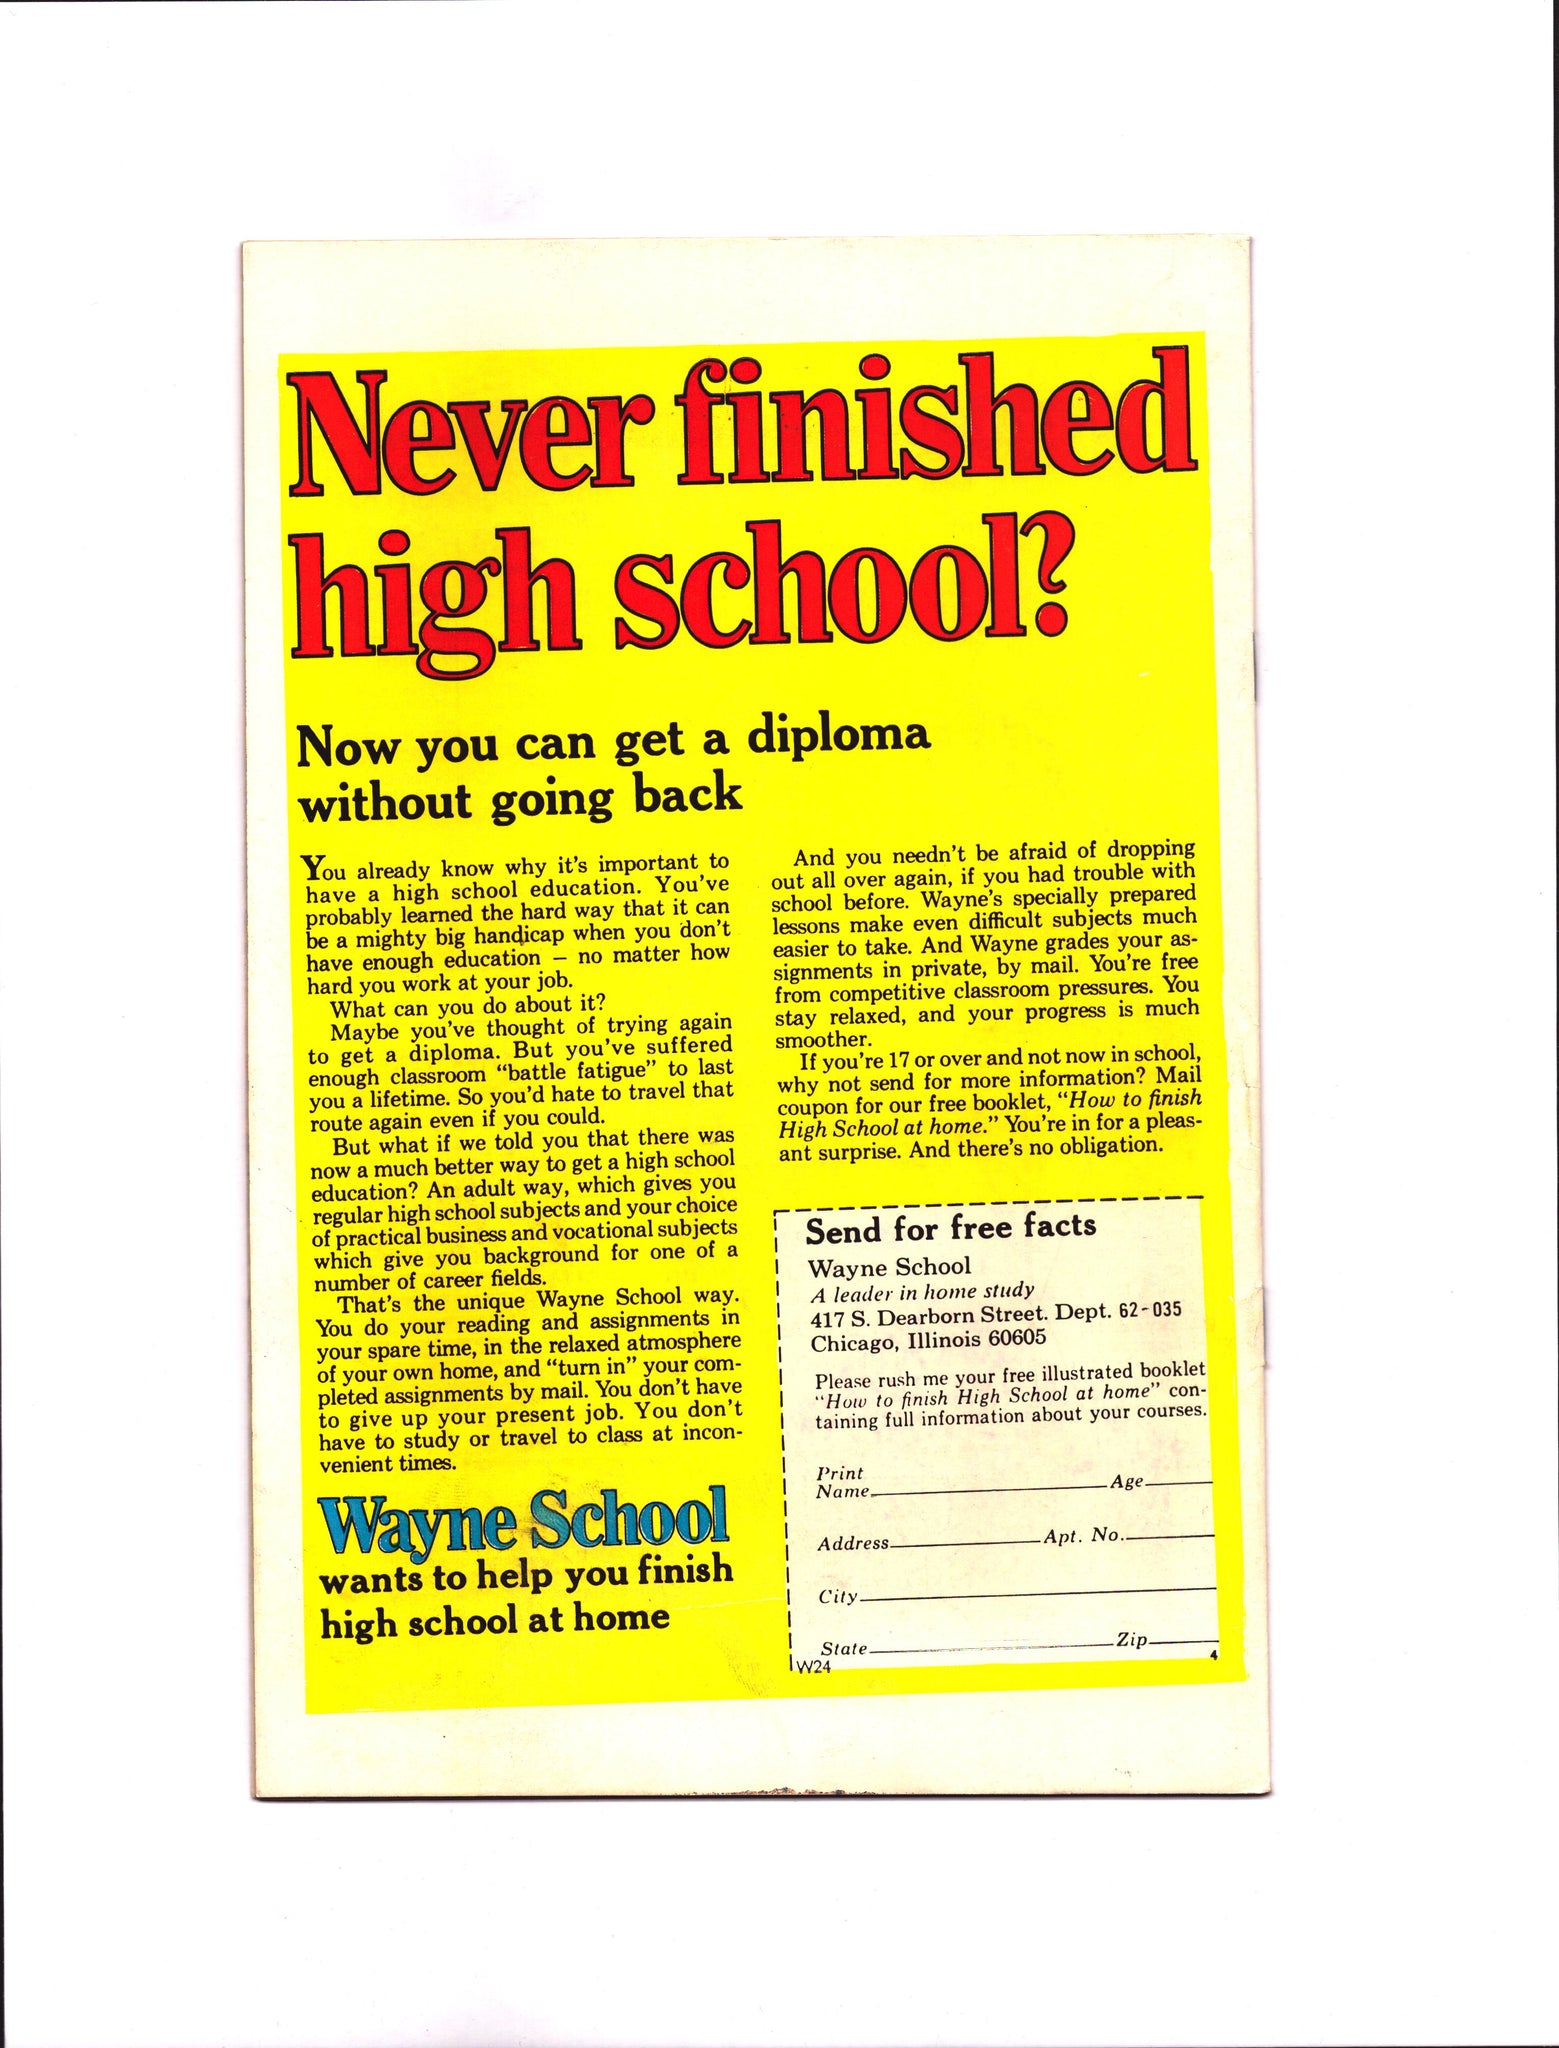 Never finished
high school?
Now you can get a diploma
without going back
You already know why it's important to
have a high school education. You've
probably learned the hard way that it can
be a mighty big handicap when you don't
have enough education – no matter how
hard you work at your job.
What can you do about it?
Maybe you've thought of trying again
to get a diploma. But you've suffered
enough classroom "battle fatigue" to last
you a lifetime. So you'd hate to travel that
route again even if you could.
But what if we told you that there was
now a much better way to get a high school
education? An adult way, which gives you
regular high school subjects and your choice
of practical business and vocational subjects
which give you background for one of a
number of career fields.
That's the unique Wayne School way.
You do your reading and assignments in
your spare time, in the relaxed atmosphere
of your own home, and "turn in" your com-
pleted assignments by mail. You don't have
to give up your present job. You don't
have to study or travel to class at incon-
venient times.
Wayne School
wants to help you finish
high school at home
And you needn't be afraid of dropping
out all over again, if you had trouble with
school before. Wayne's specially prepared
lessons make even difficult subjects much
easier to take. And Wayne grades your as-
signments in private, by mail. You're free
from competitive classroom pressures. You
stay relaxed, and your progress is much
smoother.
If you're 17 or over and not now in school,
why not send for more information? Mail
coupon for our free booklet, "How to finish
High School at home." You're in for a pleas-
ant surprise. And there's no obligation.
Send for free facts
Wayne School
A leader in home study
417 S. Dearborn Street. Dept. 62-035
Chicago, Illinois 60605
Please rush me your free illustrated booklet
"How to finish High School at home" con-
taining full information about your courses.
Print
Name Age
Address Apt. No.
City
State Zip
W24 4